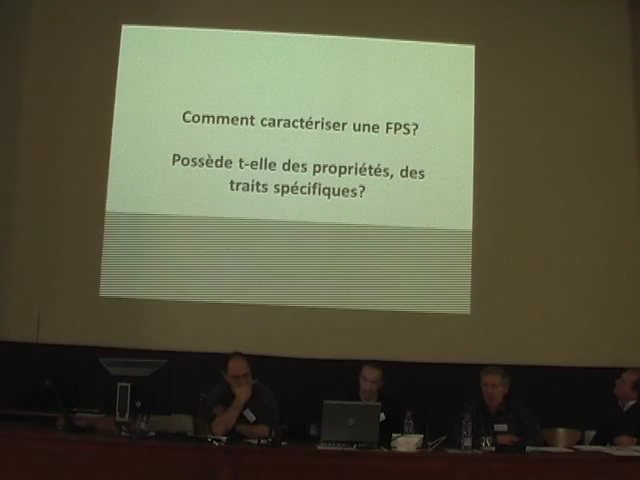 Comment caractériser une FPS?
Possède t-elle des propriétés, des
traits spécifiques?